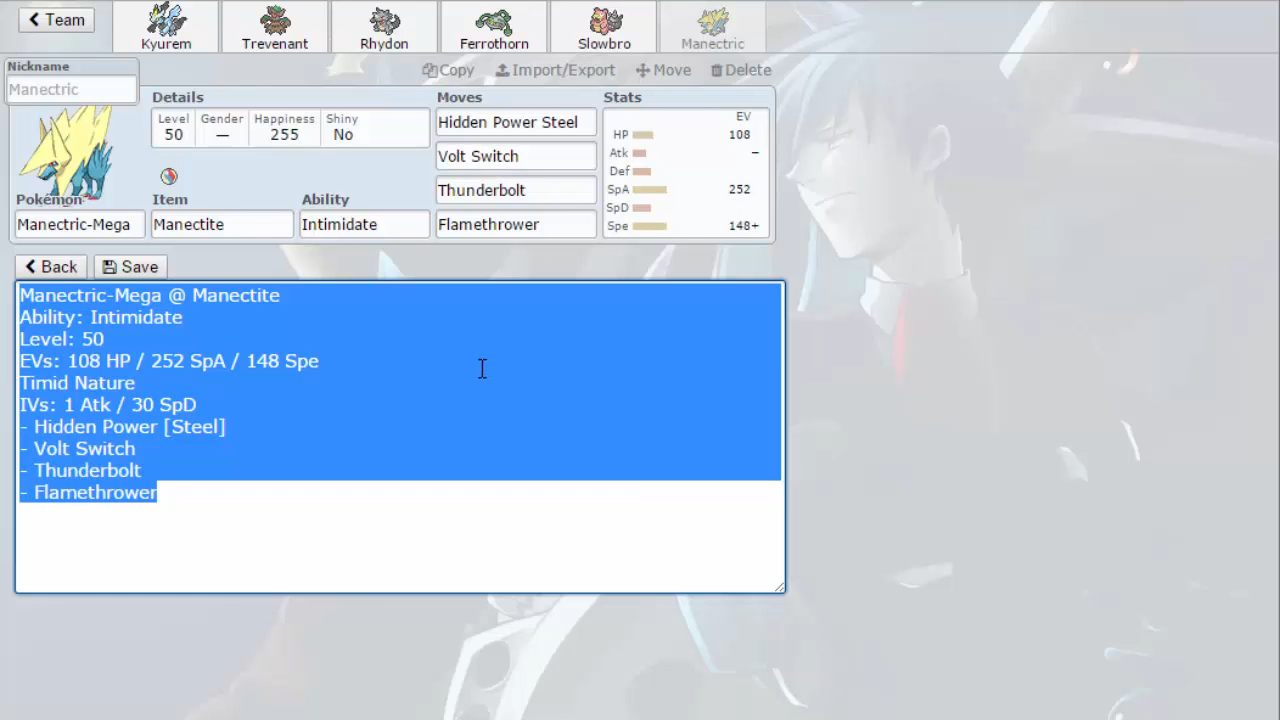 Team
Kyurem
Trevenant
Rhydon
Ferrothorn
Slowbro
Manectric
Nickname
Manectric
Copy
Import/Export
Move
Delete
Details
Level
50
Gender
—
Happiness
255
Shiny
No
Pokémon
Manectric-Mega
Item
Manectite
Ability
Intimidate
Moves
Hidden Power Steel
Volt Switch
Thunderbolt
Flamethrower
Stats
EV
HP 108
Atk –
Def
SpA 252
SpD
Spe 148+
Back
Save
Manectric-Mega @ Manectite
Ability: Intimidate
Level: 50
EVs: 108 HP / 252 SpA / 148 Spe
Timid Nature
IVs: 1 Atk / 30 SpD
- Hidden Power [Steel]
- Volt Switch
- Thunderbolt
- Flamethrower